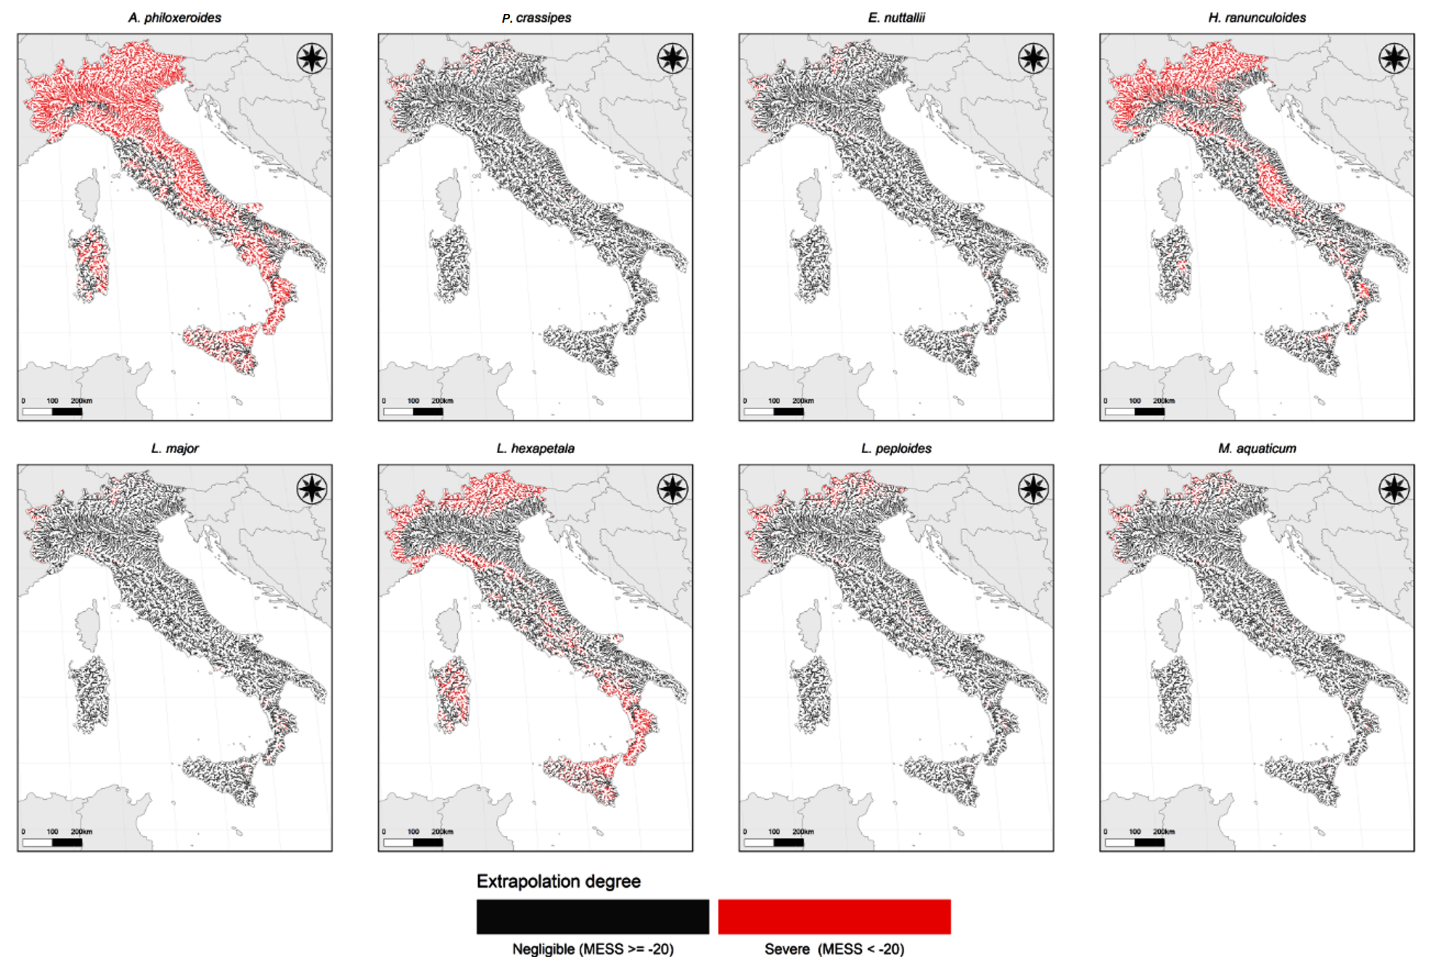 A. philoxeroides
P. crassipes
E. nuttallii
H. ranunculoides
0 100 200km
0 100 200km
0 100 200km
0 100 200km
L. major
L. hexapetala
L. peploides
M. aquaticum
0 100 200km
0 100 200km
0 100 200km
0 100 200km
Extrapolation degree
Negligible (MESS >= -20)
Severe (MESS < -20)